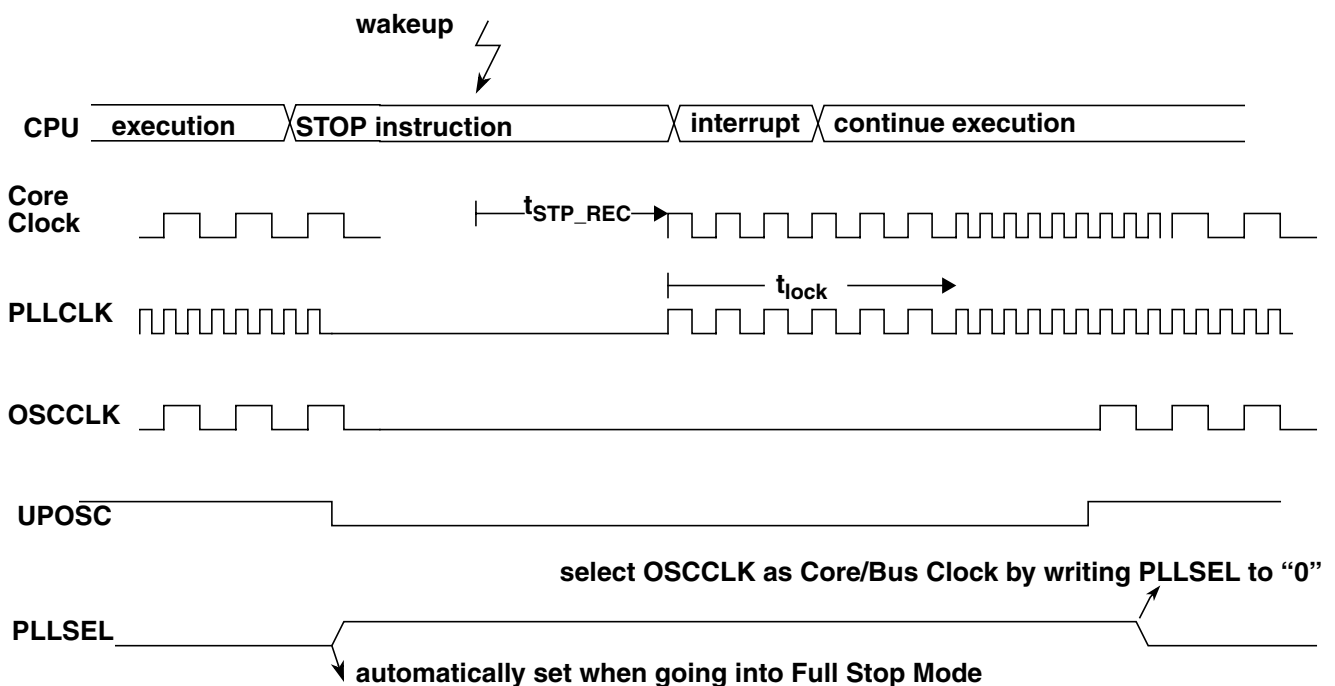 wakeup
CPU execution STOP instruction interrupt continue execution
Core
Clock
tSTP_REC
tlock
PLLCLK
OSCCLK
UPOSC
select OSCCLK as Core/Bus Clock by writing PLLSEL to “0”
PLLSEL
automatically set when going into Full Stop Mode